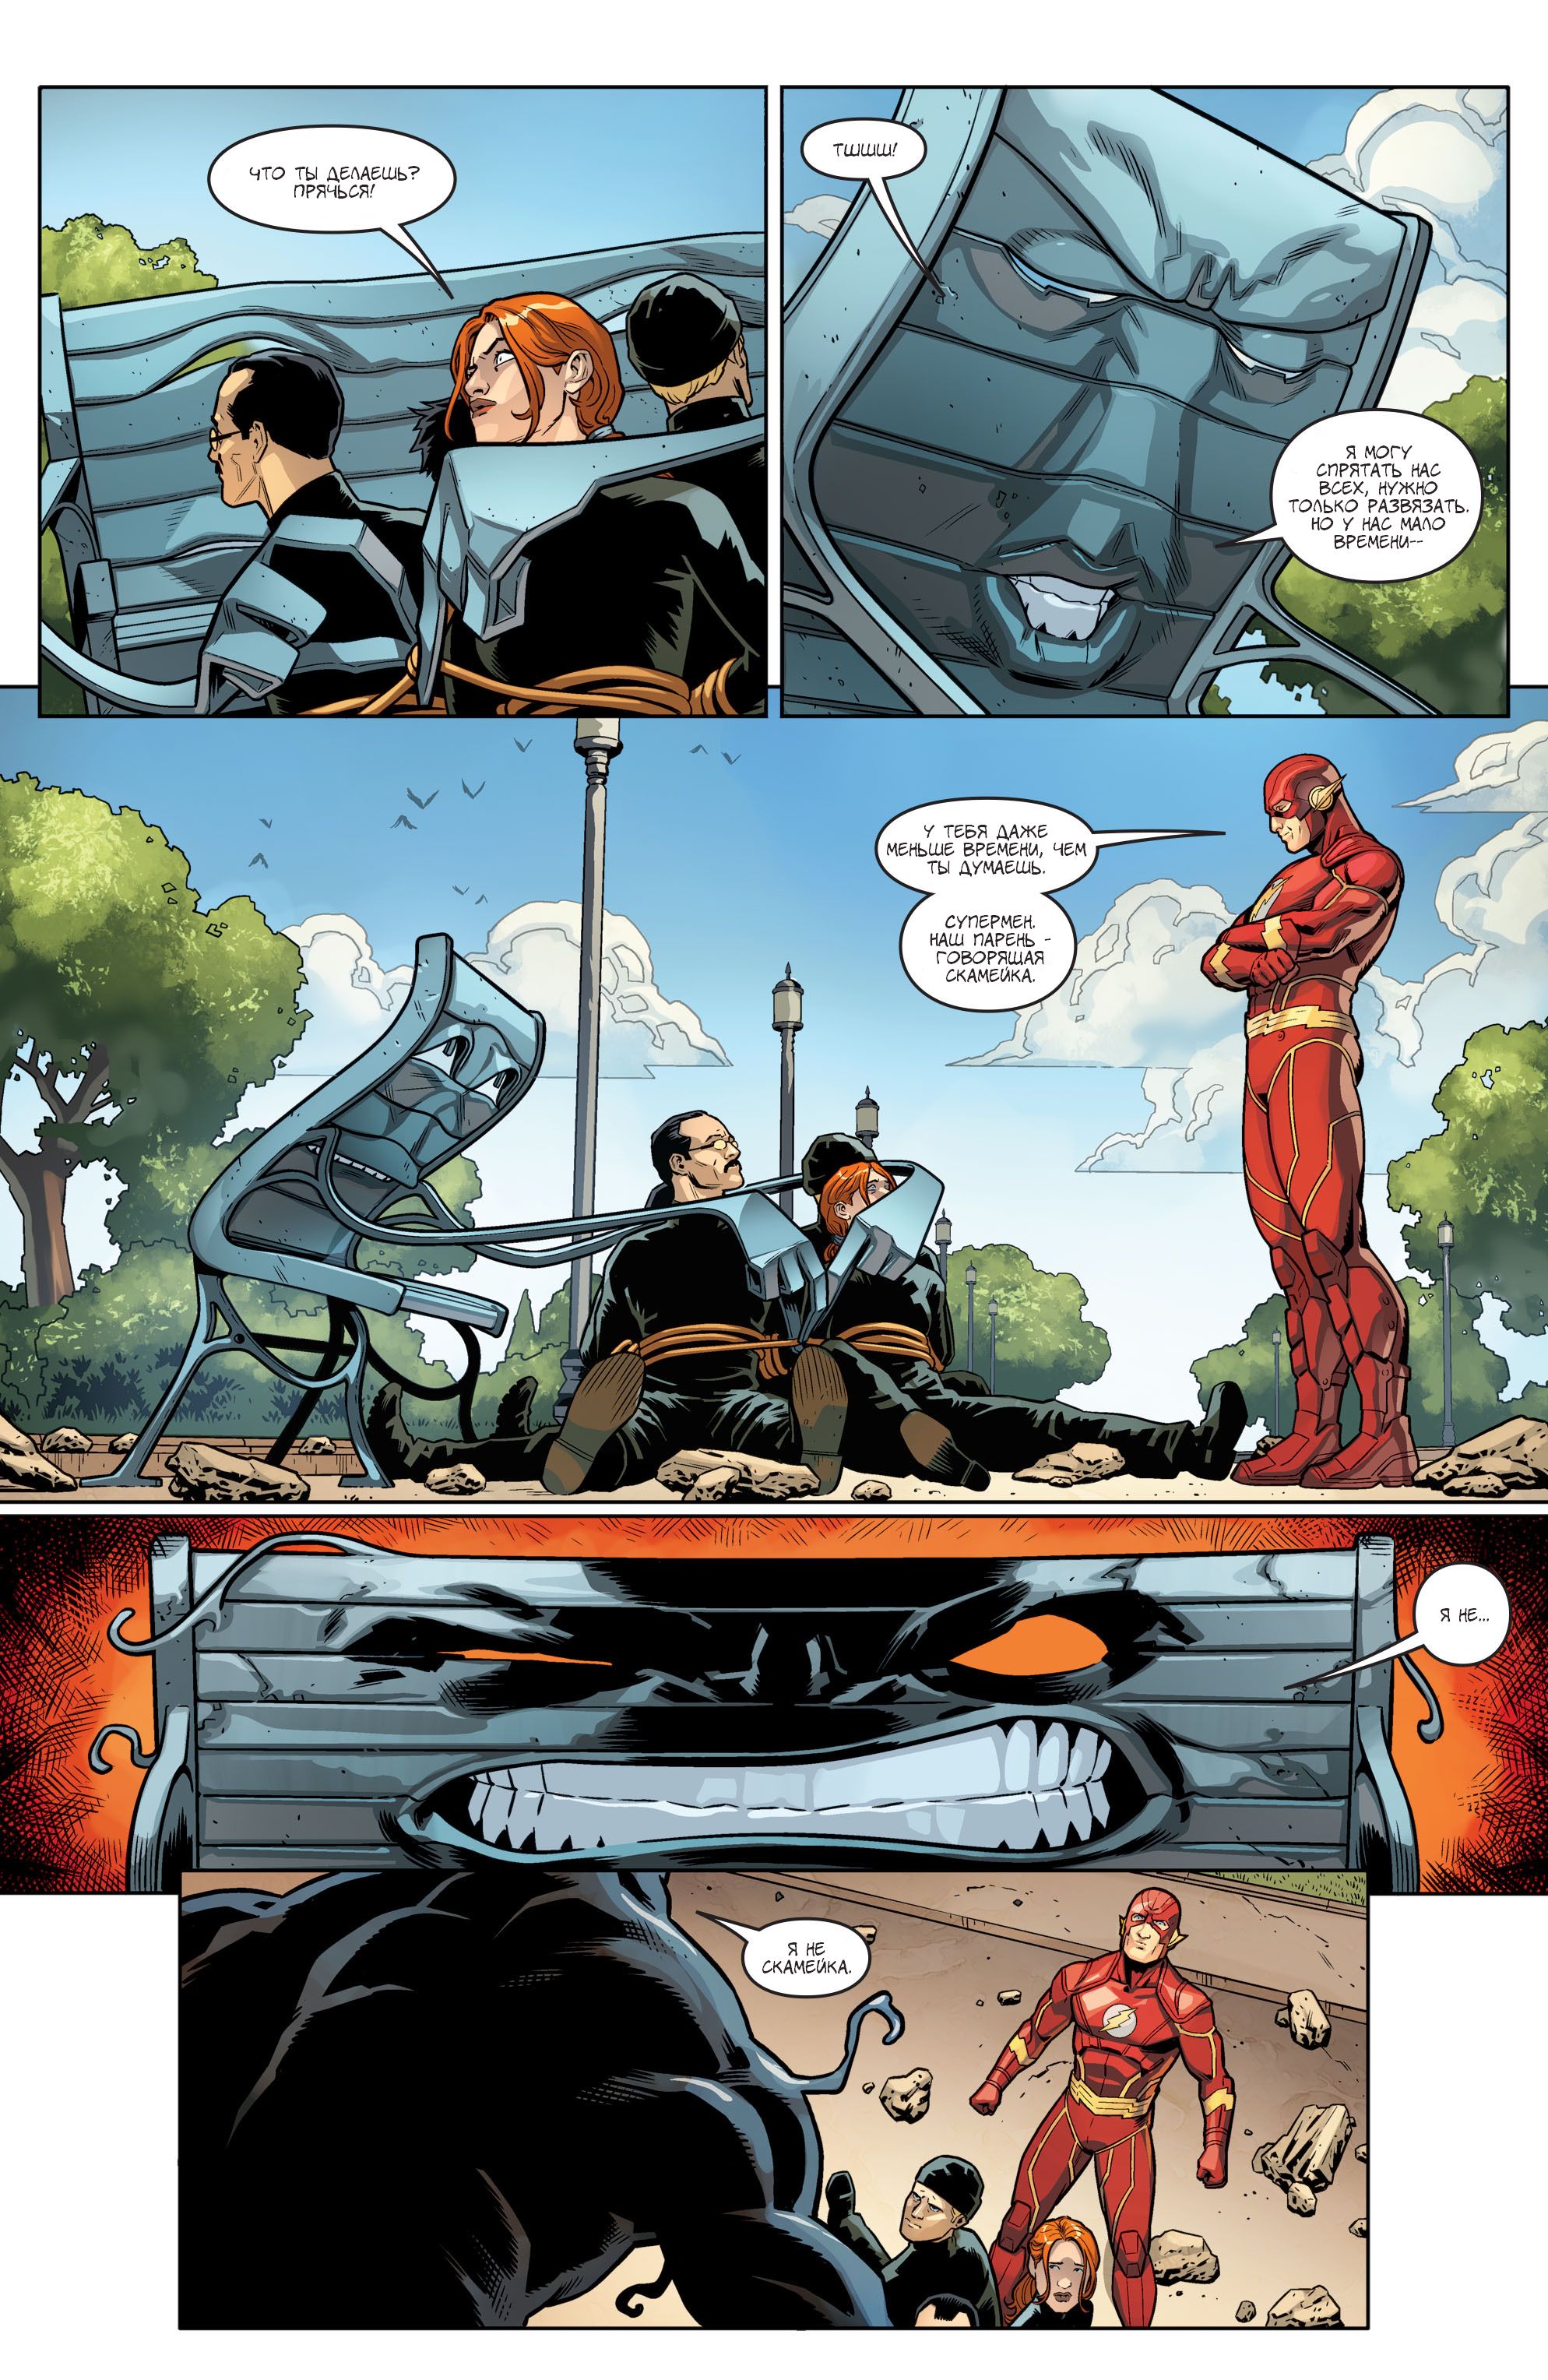 ЧТО ТЫ ДЕЛАЕШЬ?
ПРЯЧЬСЯ!
ТШШШ!
Я МОГУ
СПРЯТАТЬ НАС
ВСЕХ, НУЖНО
ТОЛЬКО РАЗВЯЗАТЬ.
НО У НАС МАЛО
ВРЕМЕНИ--
У ТЕБЯ ДАЖЕ
МЕНЬШЕ ВРЕМЕНИ, ЧЕМ
ТЫ ДУМАЕШЬ.
СУПЕРМЕН.
НАШ ПАРЕНЬ -
ГОВОРЯЩАЯ
СКАМЕЙКА.
Я НЕ...
Я НЕ
СКАМЕЙКА.